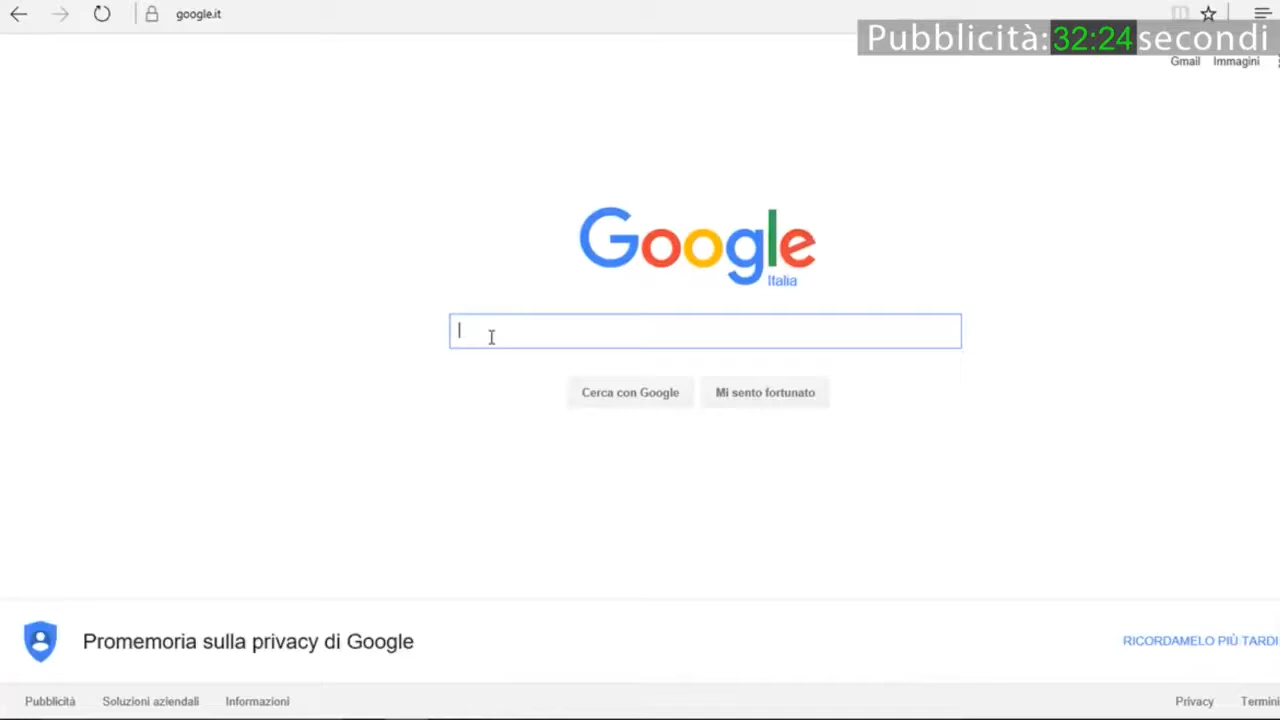 google.it
Pubblicità:32:24secondi
Gmail Immagini
Google
Italia
Cerca con Google Mi sento fortunato
Promemoria sulla privacy di Google
RICORDAMELO PIÙ TARDI
Pubblicità Soluzioni aziendali Informazioni
Privacy Termini